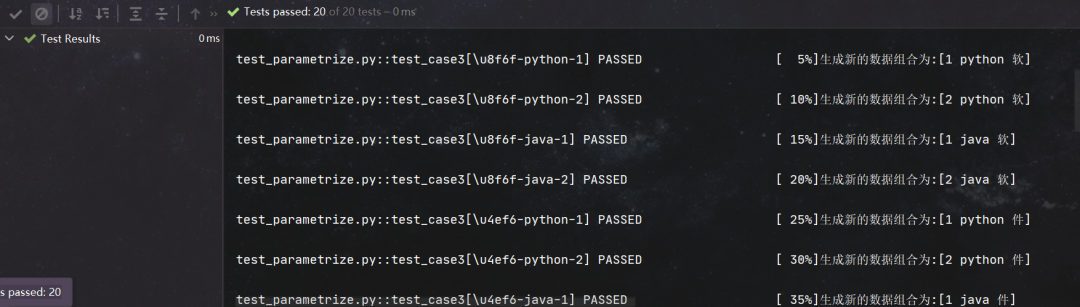 Tests passed: 20 of 20 tests – 0 ms
Test Results 0 ms
test_parametrize.py::test_case3[\u8f6f-python-1] PASSED [  5%]生成新的数据组合为:[1 python 软]
test_parametrize.py::test_case3[\u8f6f-python-2] PASSED [ 10%]生成新的数据组合为:[2 python 软]
test_parametrize.py::test_case3[\u8f6f-java-1] PASSED [ 15%]生成新的数据组合为:[1 java 软]
test_parametrize.py::test_case3[\u8f6f-java-2] PASSED [ 20%]生成新的数据组合为:[2 java 软]
test_parametrize.py::test_case3[\u4ef6-python-1] PASSED [ 25%]生成新的数据组合为:[1 python 件]
test_parametrize.py::test_case3[\u4ef6-python-2] PASSED [ 30%]生成新的数据组合为:[2 python 件]
s passed: 20
test_parametrize.py::test_case3[\u4ef6-java-1] PASSED [ 35%]生成新的数据组合为:[1 java 件]